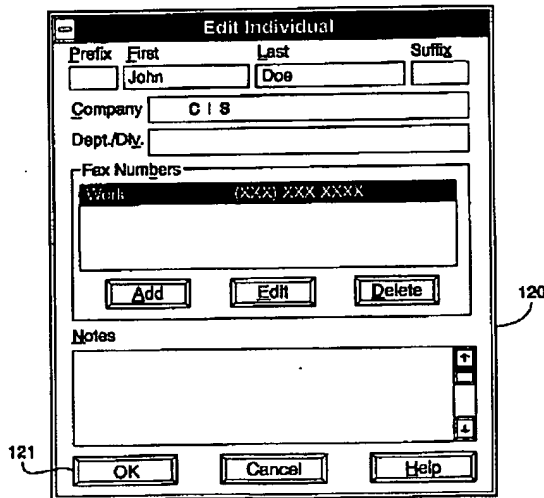 Edit Individual
Prefix First Last Suffix
John Doe
Company C I S
Dept./Div.
Fax Numbers
Work (XXX) XXX XXXX
Add Edit Delete
120
Notes
121
OK Cancel Help